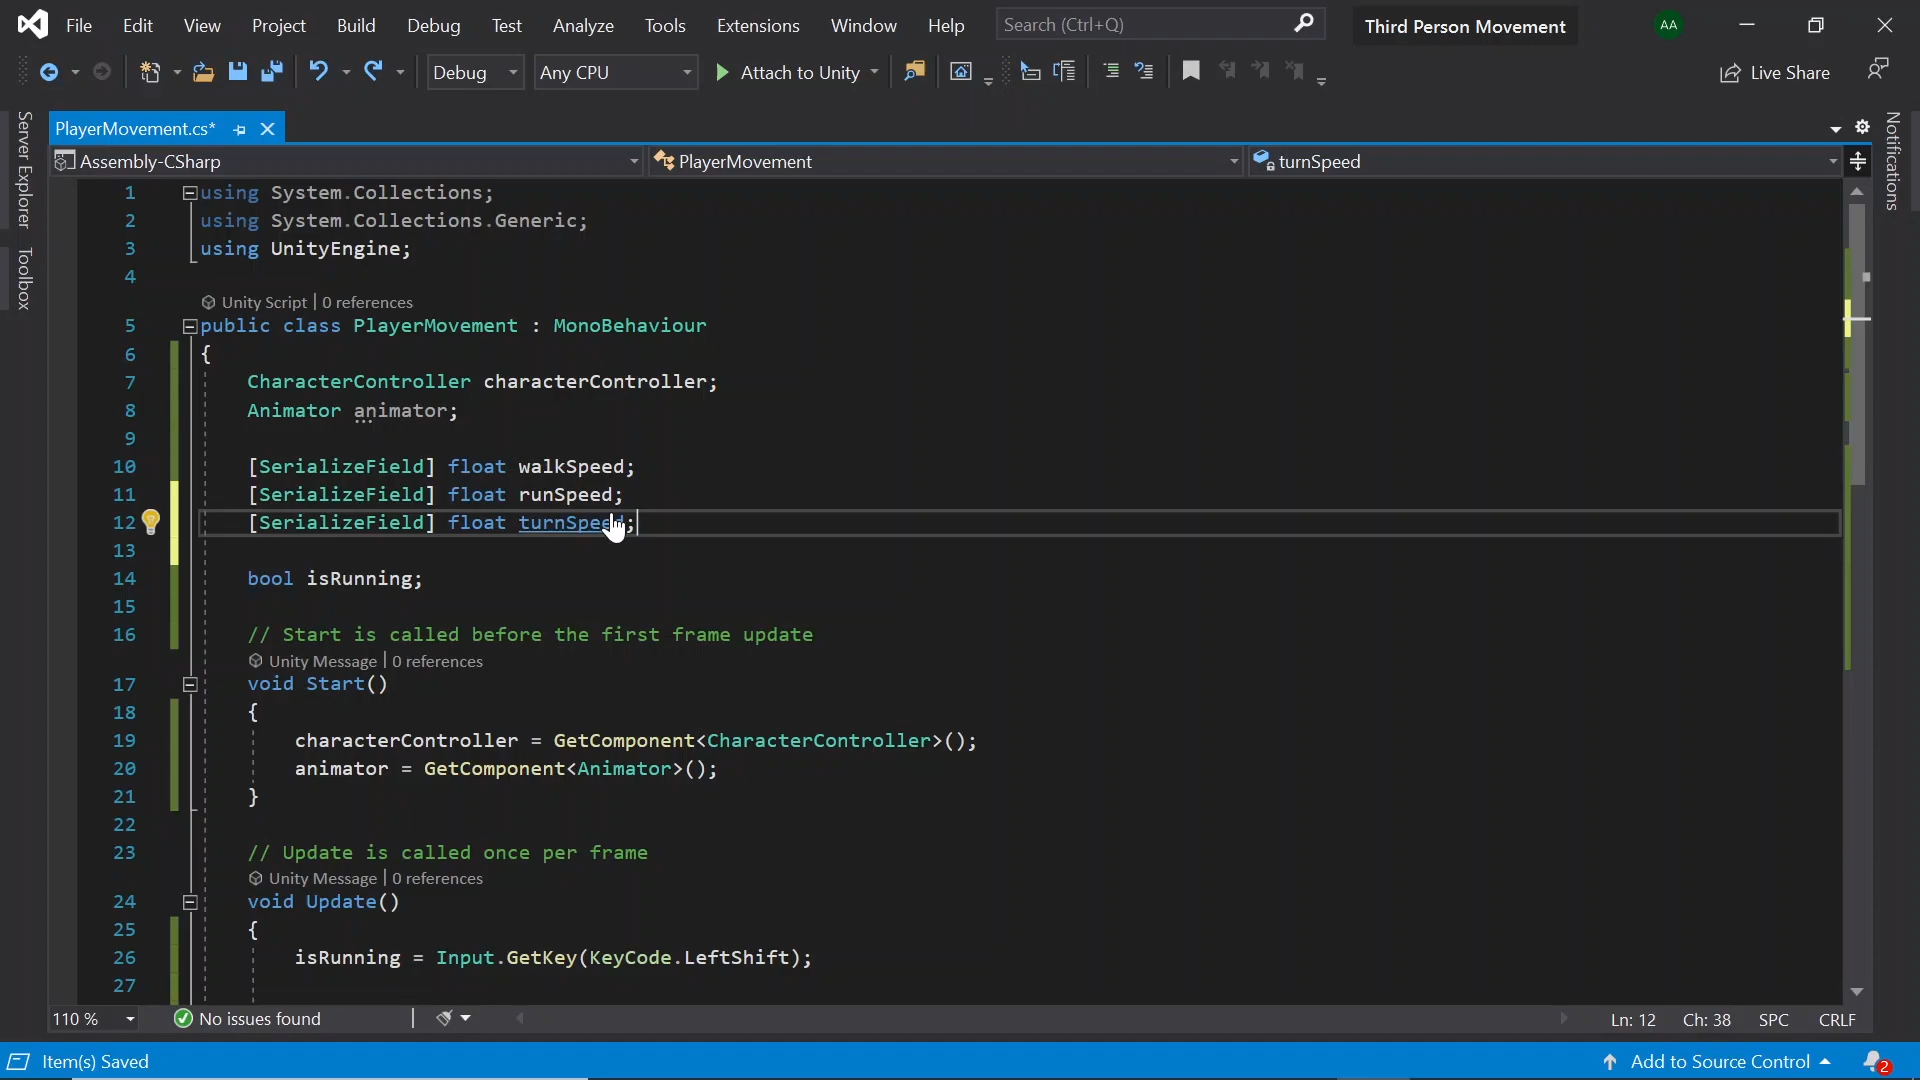 File Edit View Project Build Debug Test Analyze Tools Extensions Window Help Search (Ctrl+Q) Third Person Movement AA
Debug Any CPU Attach to Unity Live Share
Server Explorer
Toolbox
Notifications
PlayerMovement.cs*
Assembly-CSharp PlayerMovement turnSpeed
1 using System.Collections;
2 using System.Collections.Generic;
3 using UnityEngine;
4
Unity Script | 0 references
5 public class PlayerMovement : MonoBehaviour
6 {
7 CharacterController characterController;
8 Animator animator;
9
10 [SerializeField] float walkSpeed;
11 [SerializeField] float runSpeed;
12 [SerializeField] float turnSpeed;
13
14 bool isRunning;
15
16 // Start is called before the first frame update
Unity Message | 0 references
17 void Start()
18 {
19 characterController = GetComponent<CharacterController>();
20 animator = GetComponent<Animator>();
21 }
22
23 // Update is called once per frame
Unity Message | 0 references
24 void Update()
25 {
26 isRunning = Input.GetKey(KeyCode.LeftShift);
27
110 % No issues found Ln: 12 Ch: 38 SPC CRLF
Item(s) Saved Add to Source Control 2